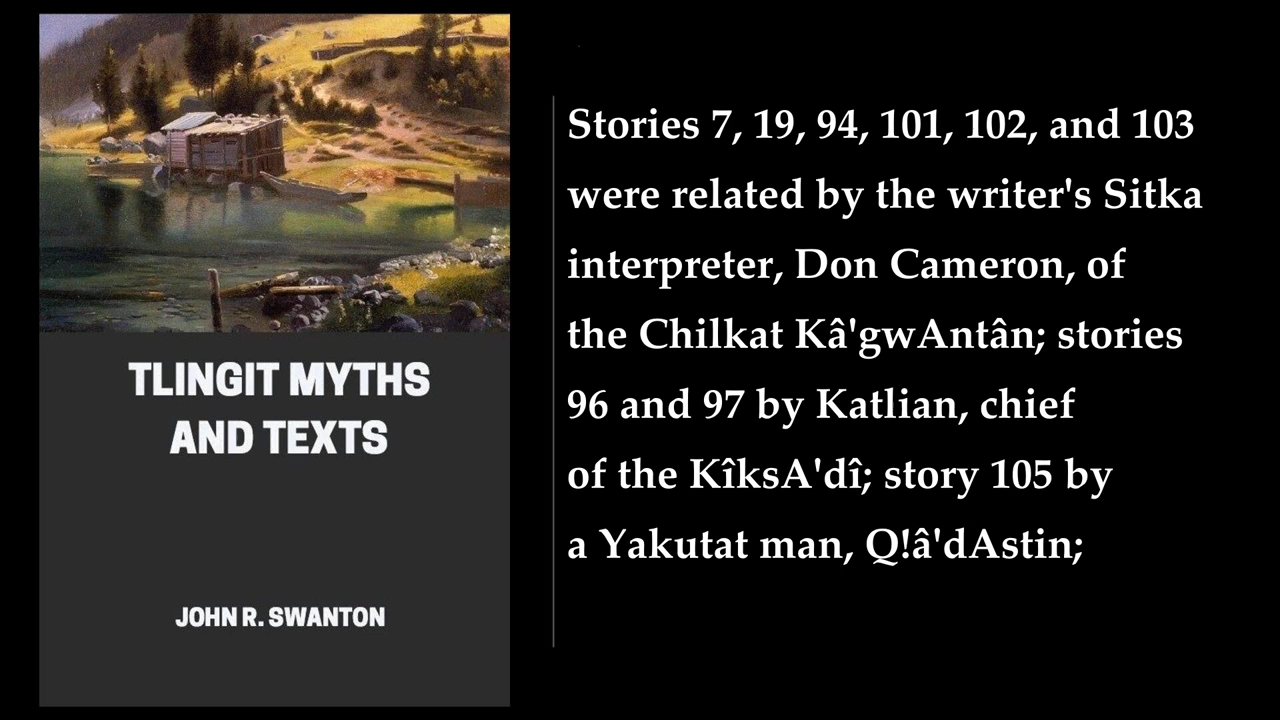 TLINGIT MYTHS
AND TEXTS
JOHN R. SWANTON
Stories 7, 19, 94, 101, 102, and 103
were related by the writer's Sitka
interpreter, Don Cameron, of
the Chilkat Kâ'gwAntân; stories
96 and 97 by Katlian, chief
of the KîksA'dî; story 105 by
a Yakutat man, Q!â'dAstin;